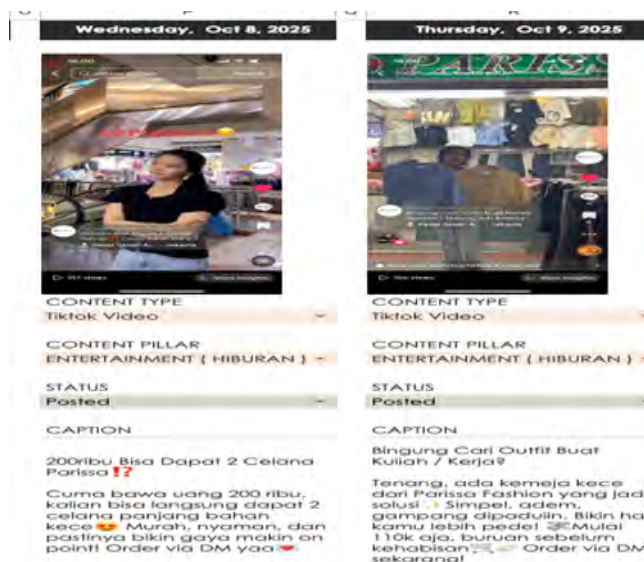 Wednesday, Oct 8, 2025
CONTENT TYPE
Tiktok Video
CONTENT PILLAR
ENTERTAINMENT ( HIBURAN )
STATUS
Posted
CAPTION
200ribu Bisa Dapat 2 Celana
Parissa ⁉️
Cuma bawa uang 200 ribu,
kalian bisa langsung dapat 2
celana panjang bahan
kece 😍 Murah, nyaman, dan
pastinya bikin gaya makin on
point! Order via DM yaa
Thursday, Oct 9, 2025
PARISS
CONTENT TYPE
Tiktok Video
CONTENT PILLAR
ENTERTAINMENT ( HIBURAN )
STATUS
Posted
CAPTION
Bingung Cari Outfit Buat
Kuliah / Kerja?
Tenang, ada kemeja kece
dari Parissa Fashion yang jad
solusi ✨ Simpel, adem,
gampang dipaduin, Bikin ha
kamu lebih pede! Mulai
110k aja, buruan sebelum
kehabisan Order via DM
sekarang!